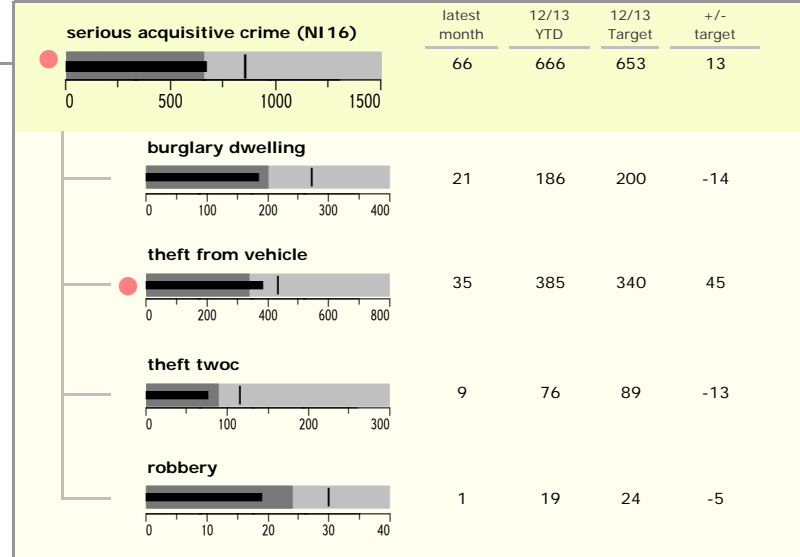 latest 12/13 12/13 +/-
serious acquisitive crime (NI16) month YTD Target target
66 666 653 13
0 500 1000 1500
burglary dwelling
21 186 200 -14
0 100 200 300 400
theft from vehicle
35 385 340 45
0 200 400 600 800
theft twoc
9 76 89 -13
0 100 200 300
robbery
1 19 24 -5
0 10 20 30 40